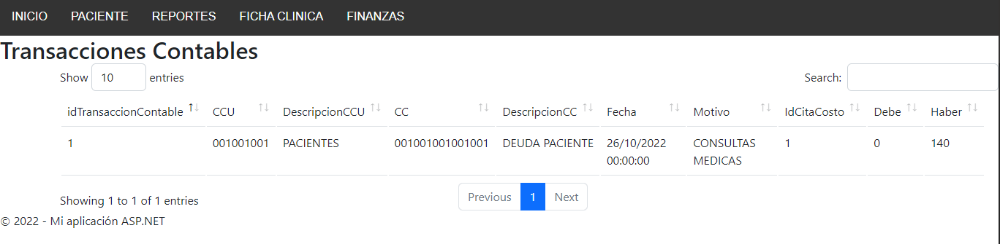 INICIO PACIENTE REPORTES FICHA CLINICA FINANZAS
Transacciones Contables
Show 10 entries Search:
idTransaccionContable CCU DescripcionCCU CC DescripcionCC Fecha Motivo IdCitaCosto Debe Haber
1 001001001 PACIENTES 001001001001001 DEUDA PACIENTE 26/10/2022 CONSULTAS 1 0 140
00:00:00 MEDICAS
Previous 1 Next
Showing 1 to 1 of 1 entries
© 2022 - Mi aplicación ASP.NET